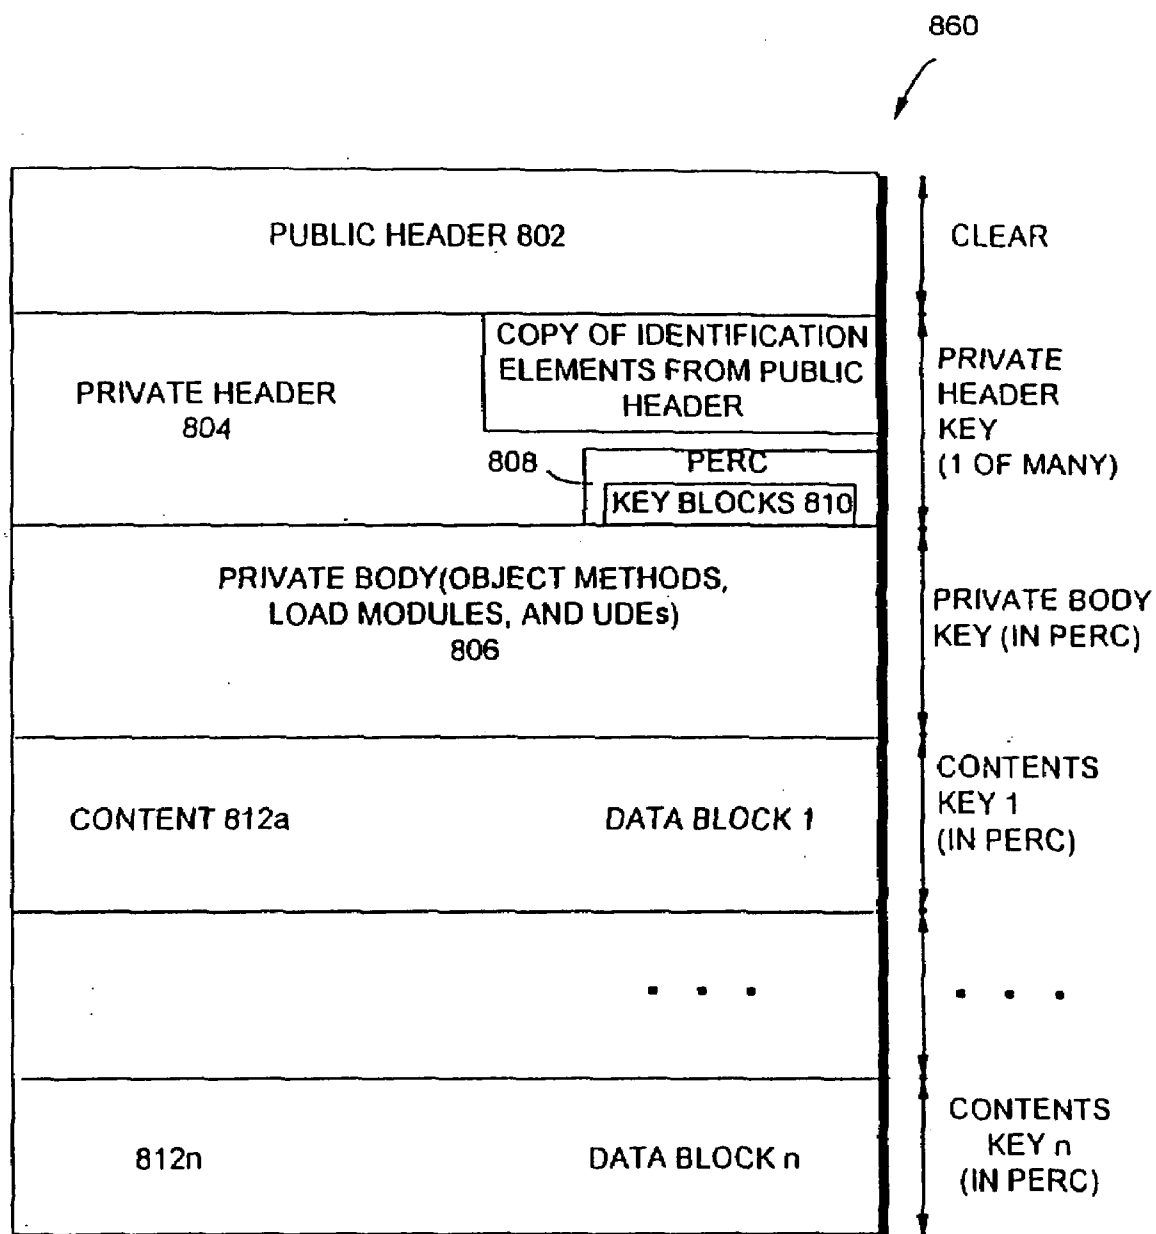 860
PUBLIC HEADER 802
CLEAR
COPY OF IDENTIFICATION
ELEMENTS FROM PUBLIC
HEADER
PRIVATE HEADER
804
PRIVATE
HEADER
KEY
(1 OF MANY)
808
PERC
KEY BLOCKS 810
PRIVATE BODY(OBJECT METHODS,
LOAD MODULES, AND UDEs)
806
PRIVATE BODY
KEY (IN PERC)
CONTENT 812a
DATA BLOCK 1
CONTENTS
KEY 1
(IN PERC)
. . .
. . .
812n
DATA BLOCK n
CONTENTS
KEY n
(IN PERC)